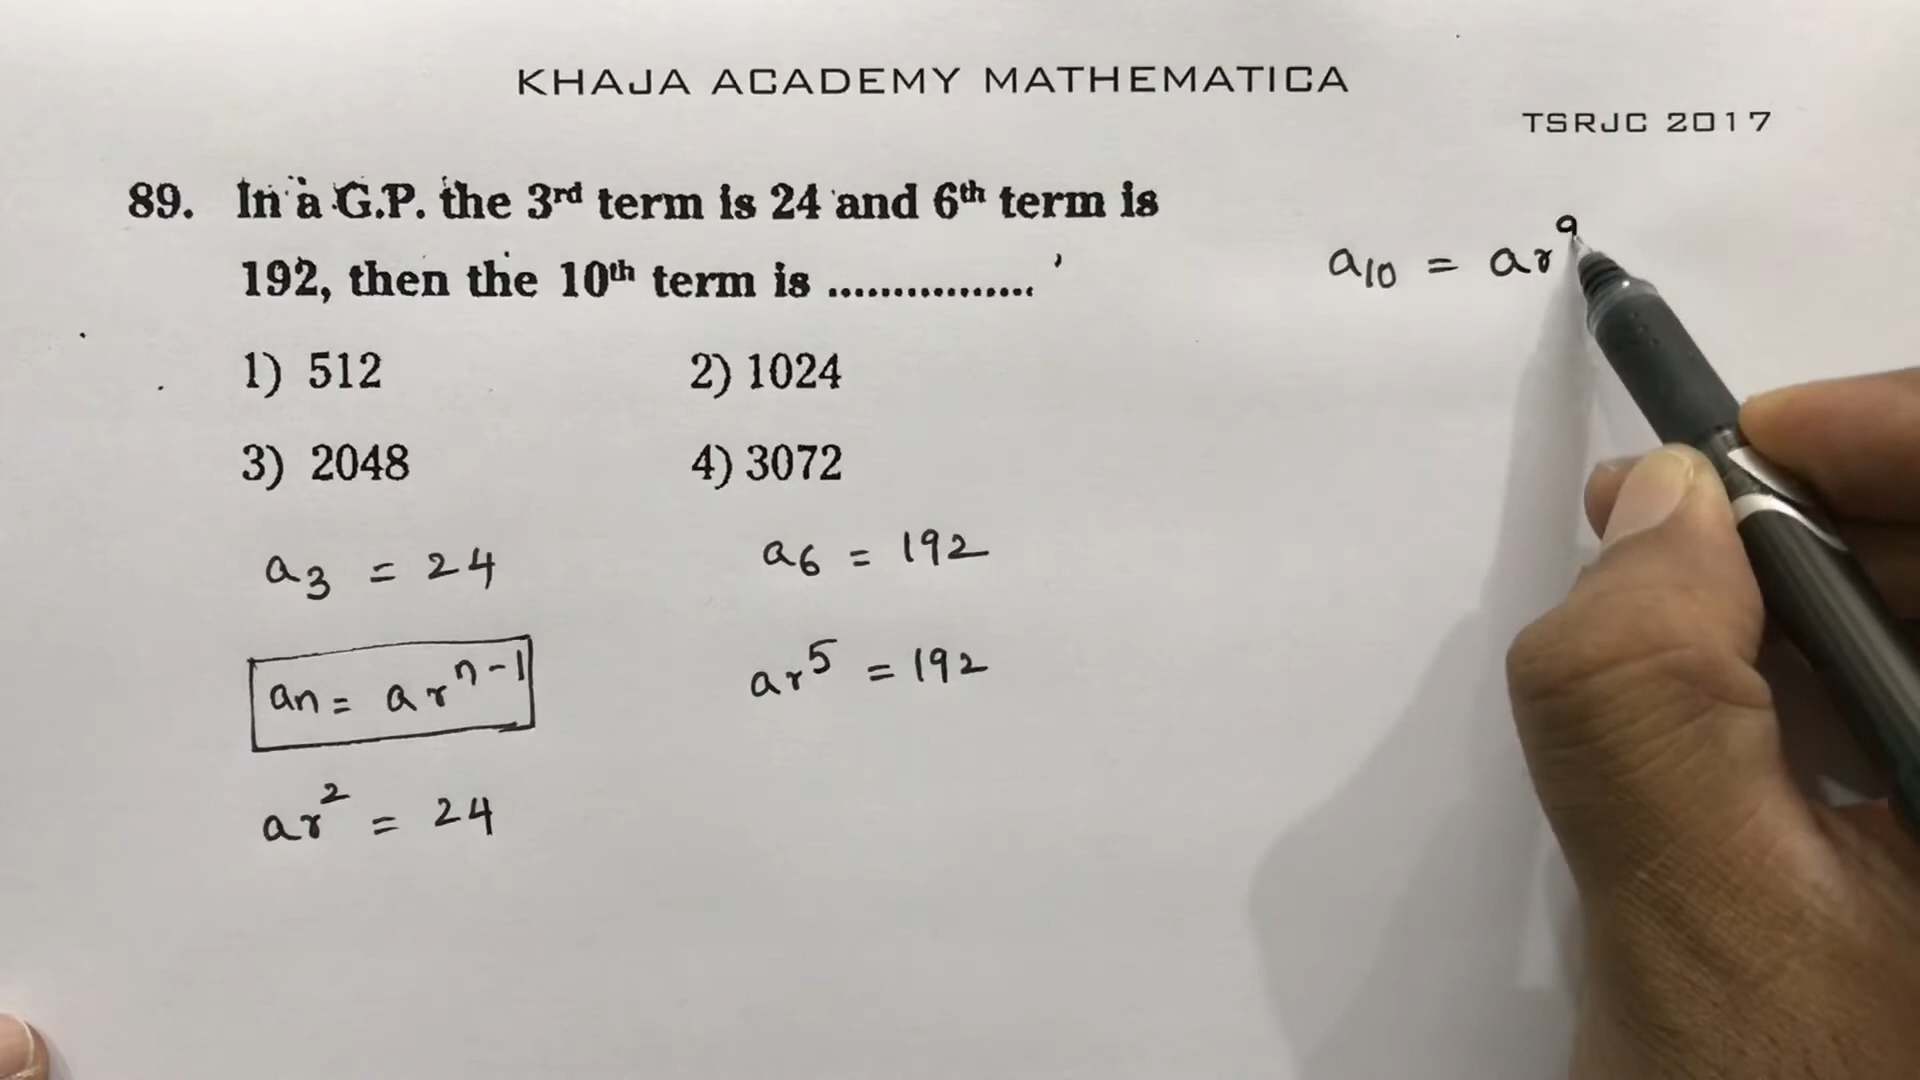 KHAJA ACADEMY MATHEMATICA
TSRJC 2017
89. In a G.P. the 3rd term is 24 and 6th term is
192, then the 10th term is ................
1) 512 2) 1024
3) 2048 4) 3072
a₁₀ = ar⁹
a₃ = 24 a₆ = 192
an = ar^(n-1) ar⁵ = 192
ar² = 24